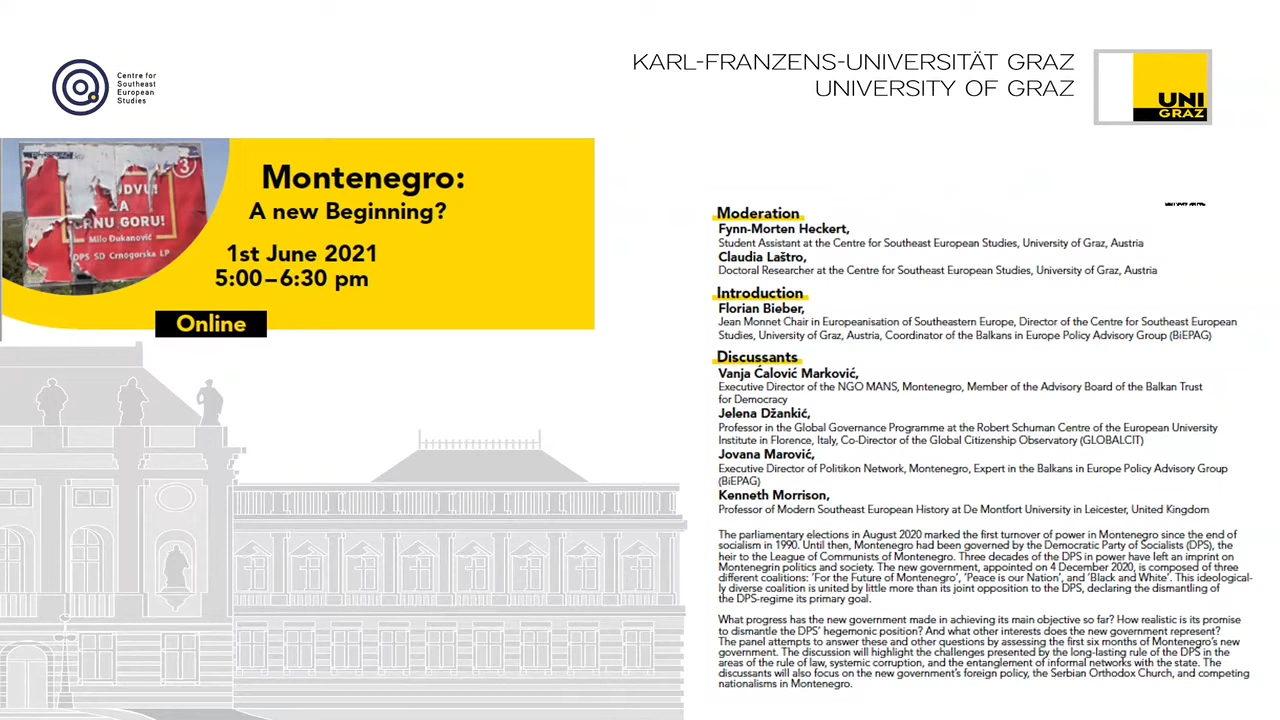 Centre for
Southeast
European
Studies
KARL-FRANZENS-UNIVERSITÄT GRAZ
UNIVERSITY OF GRAZ
UNI
GRAZ
3
ZA
CRNU GORU!
Milo Đukanović
DPS SD Crnogorska LP
Montenegro:
A new Beginning?
1st June 2021
5:00–6:30 pm
Online
Moderation
Fynn-Morten Heckert,
Student Assistant at the Centre for Southeast European Studies, University of Graz, Austria
Claudia Laštro,
Doctoral Researcher at the Centre for Southeast European Studies, University of Graz, Austria
Introduction
Florian Bieber,
Jean Monnet Chair in Europeanisation of Southeastern Europe, Director of the Centre for Southeast European
Studies, University of Graz, Austria, Coordinator of the Balkans in Europe Policy Advisory Group (BiEPAG)
Discussants
Vanja Ćalović Marković,
Executive Director of the NGO MANS, Montenegro, Member of the Advisory Board of the Balkan Trust
for Democracy
Jelena Džankić,
Professor in the Global Governance Programme at the Robert Schuman Centre of the European University
Institute in Florence, Italy, Co-Director of the Global Citizenship Observatory (GLOBALCIT)
Jovana Marović,
Executive Director of Politikon Network, Montenegro, Expert in the Balkans in Europe Policy Advisory Group
(BiEPAG)
Kenneth Morrison,
Professor of Modern Southeast European History at De Montfort University in Leicester, United Kingdom
The parliamentary elections in August 2020 marked the first turnover of power in Montenegro since the end of
socialism in 1990. Until then, Montenegro had been governed by the Democratic Party of Socialists (DPS), the
heir to the League of Communists of Montenegro. Three decades of the DPS in power have left an imprint on
Montenegrin politics and society. The new government, appointed on 4 December 2020, is composed of three
different coalitions: ‘For the Future of Montenegro’, ‘Peace is our Nation’, and ‘Black and White’. This ideological-
ly diverse coalition is united by little more than its joint opposition to the DPS, declaring the dismantling of
the DPS-regime its primary goal.
What progress has the new government made in achieving its main objective so far? How realistic is its promise
to dismantle the DPS’ hegemonic position? And what other interests does the new government represent?
The panel attempts to answer these and other questions by assessing the first six months of Montenegro’s new
government. The discussion will highlight the challenges presented by the long-lasting rule of the DPS in the
areas of the rule of law, systemic corruption, and the entanglement of informal networks with the state. The
discussants will also focus on the new government’s foreign policy, the Serbian Orthodox Church, and competing
nationalisms in Montenegro.